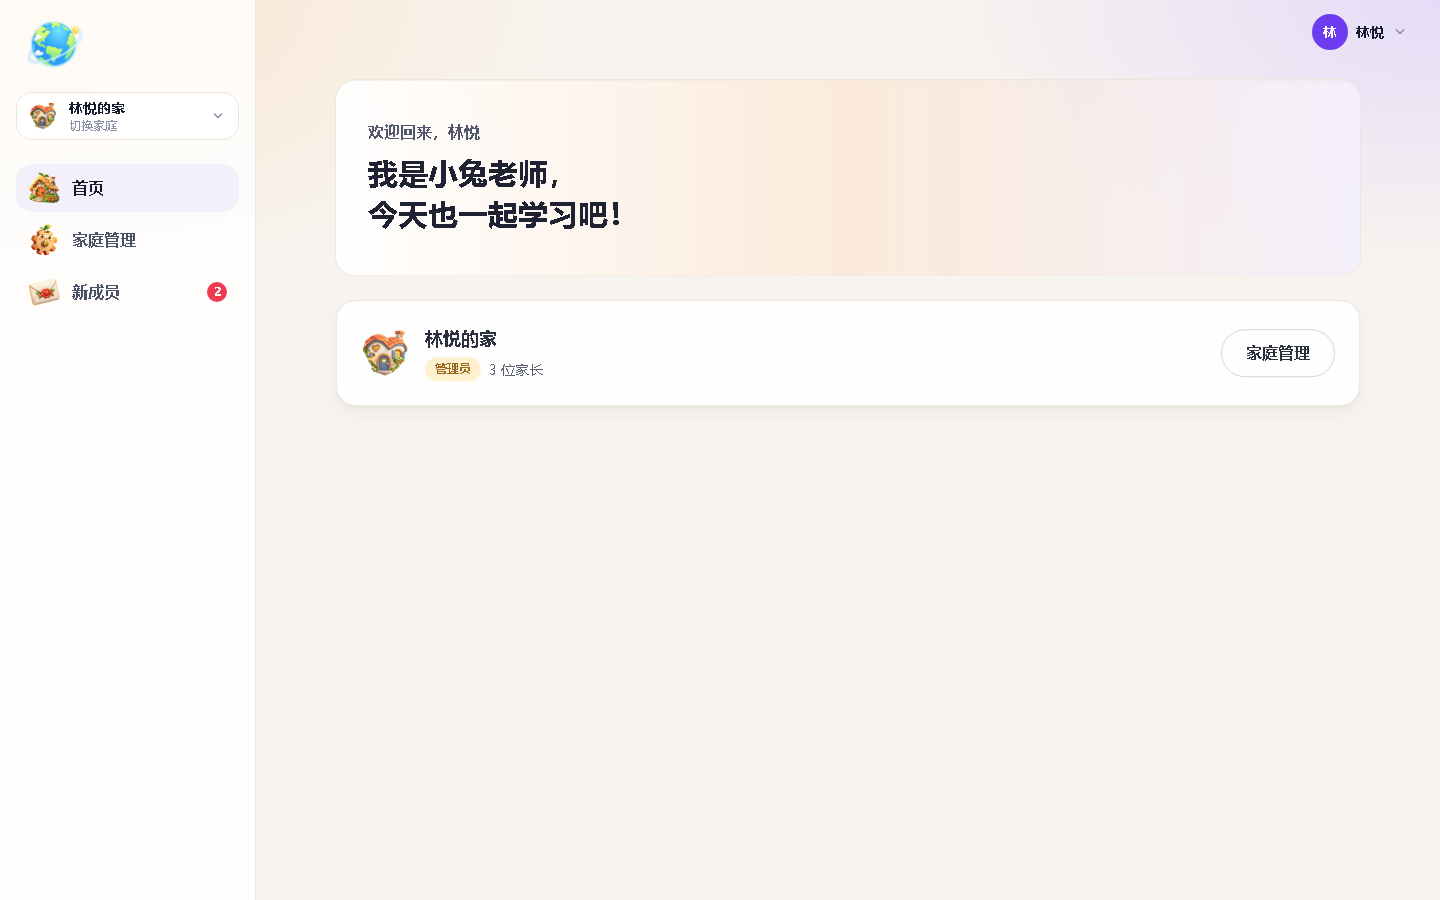 林悦的家
切换家庭
首页
家庭管理
新成员
2
林
林悦
欢迎回来，林悦
我是小兔老师，
今天也一起学习吧！
林悦的家
管理员
3 位家长
家庭管理